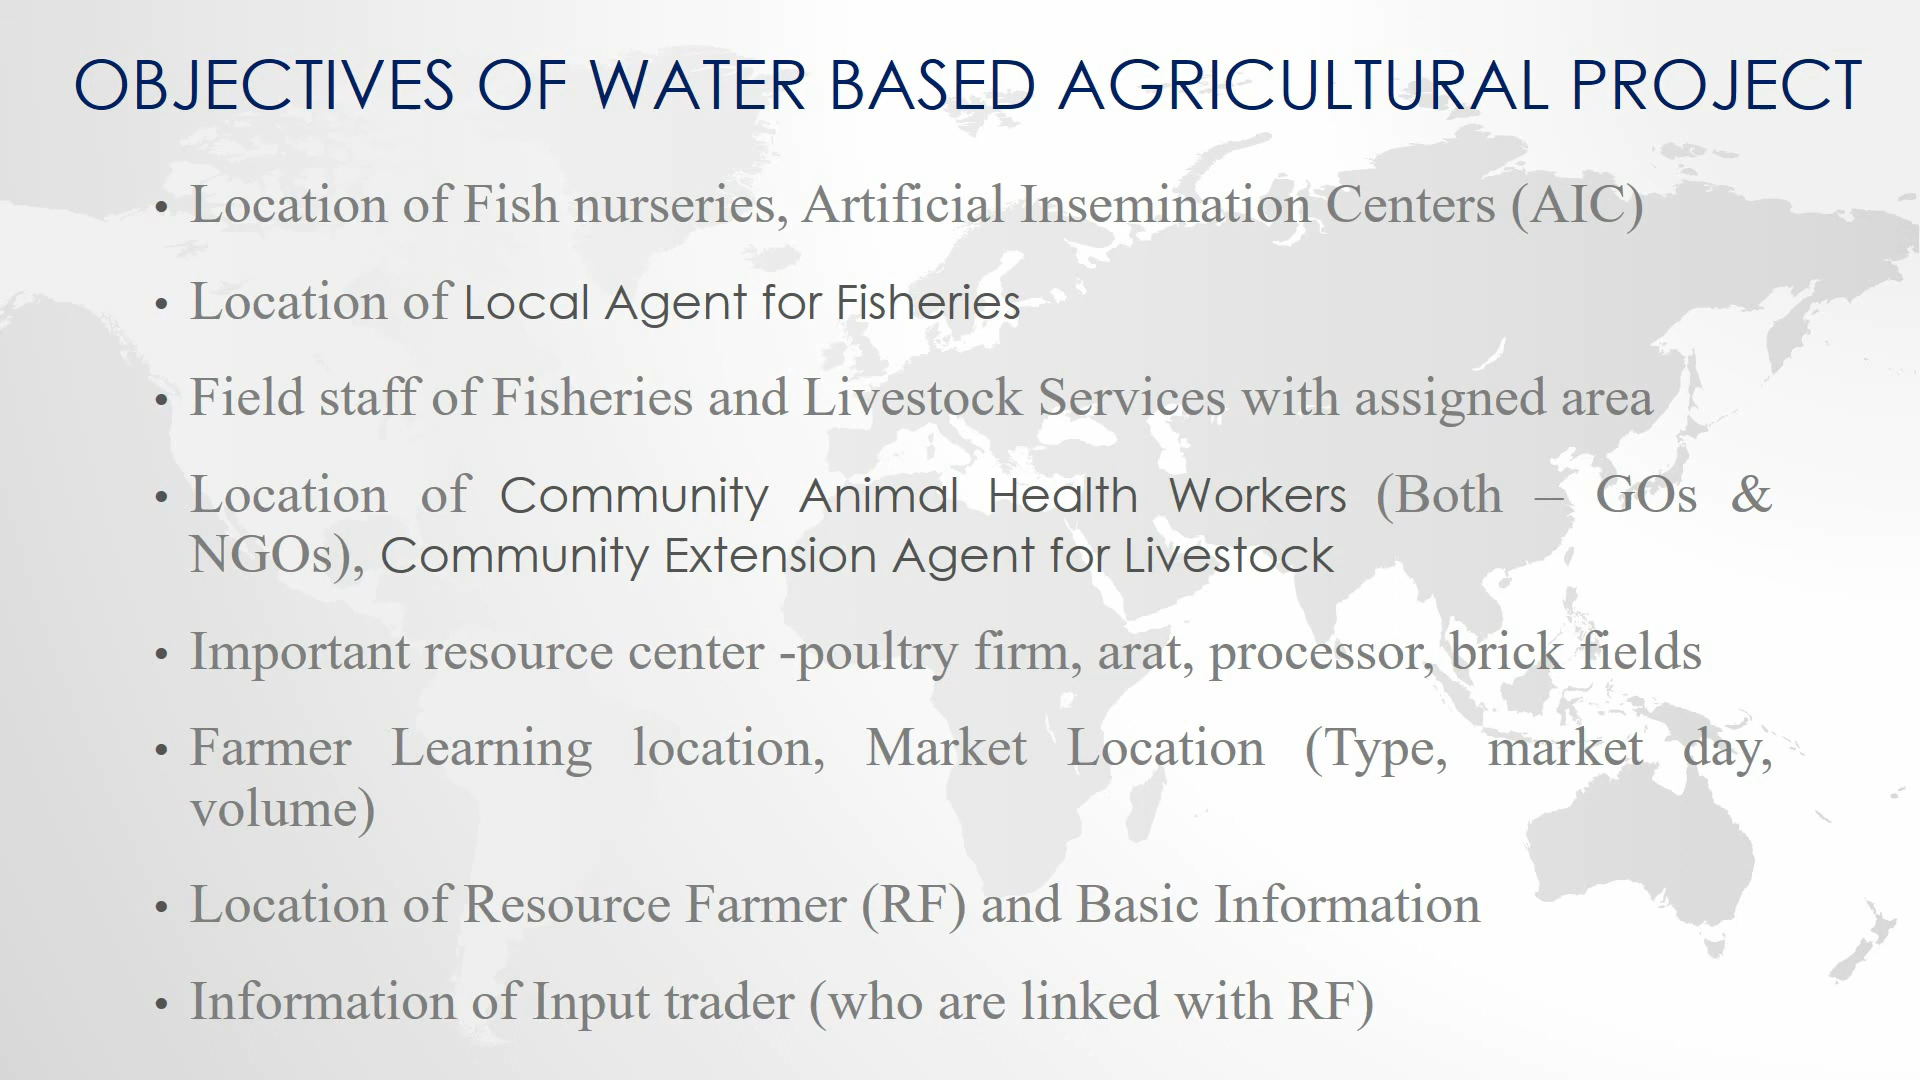 OBJECTIVES OF WATER BASED AGRICULTURAL PROJECT
• Location of Fish nurseries, Artificial Insemination Centers (AIC)
• Location of Local Agent for Fisheries
• Field staff of Fisheries and Livestock Services with assigned area
• Location of Community Animal Health Workers (Both – GOs &
NGOs), Community Extension Agent for Livestock
• Important resource center -poultry firm, arat, processor, brick fields
• Farmer Learning location, Market Location (Type, market day,
volume)
• Location of Resource Farmer (RF) and Basic Information
• Information of Input trader (who are linked with RF)